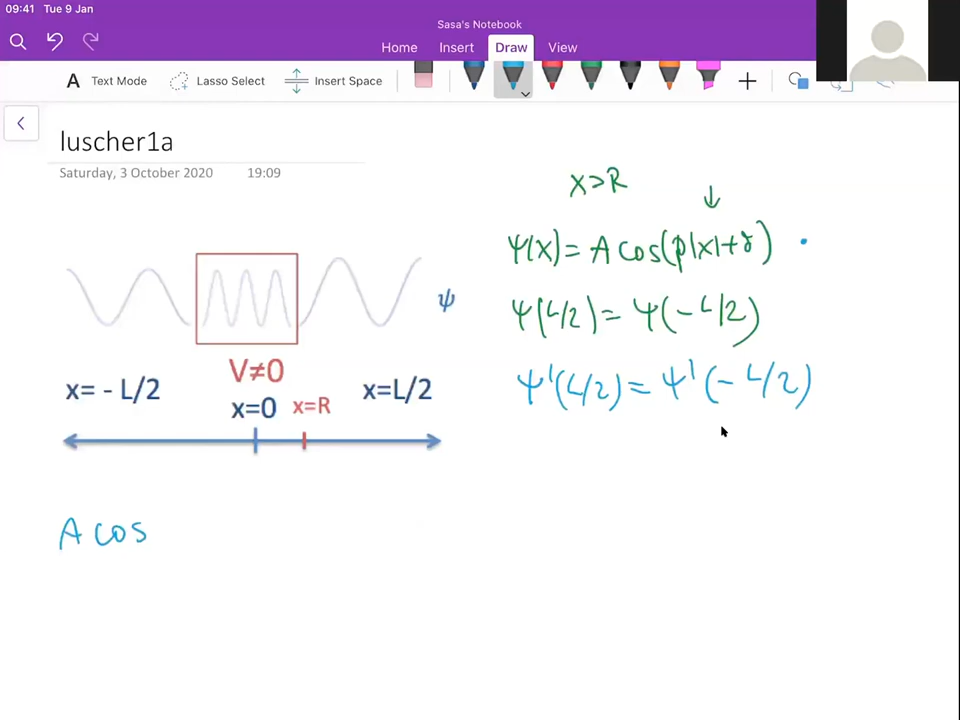 09:41 Tue 9 Jan
Sasa's Notebook
Home Insert Draw View
A Text Mode Lasso Select Insert Space
luscher1a
Saturday, 3 October 2020 19:09
x>R
↓
ψ(x)= A cos(p|x|+δ)
ψ(L/2)= ψ(-L/2)
ψ'(L/2)= ψ'(-L/2)
ψ
V≠0
x= - L/2 x=0 x=R x=L/2
A cos